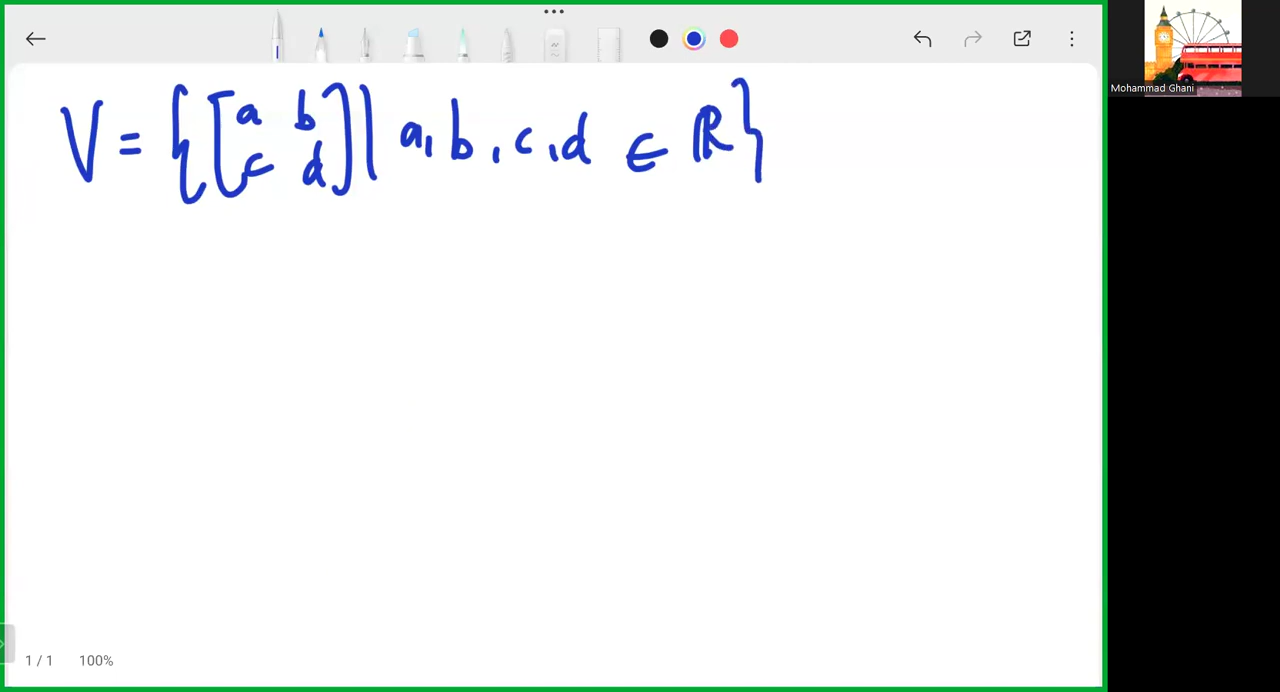 V = { [ a b
c d ] | a, b, c, d ∈ ℝ }
Mohammad Ghani
1 / 1 100%